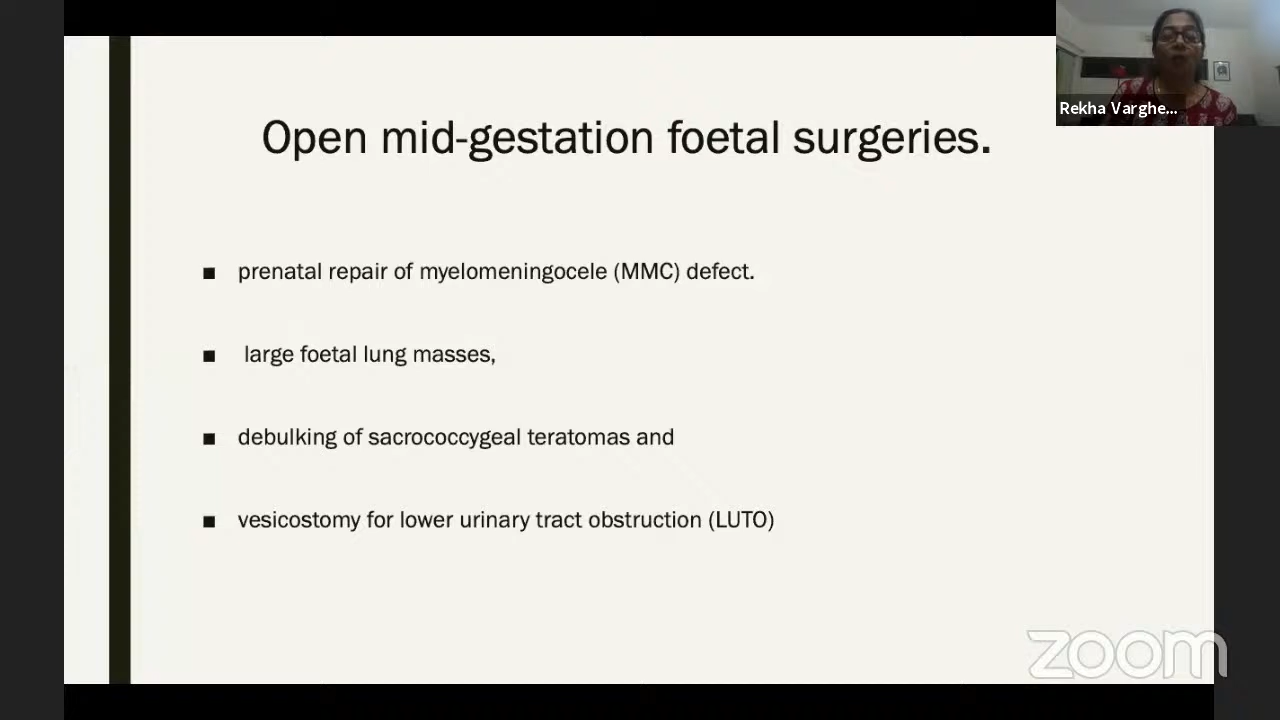 Rekha Varghe...
Open mid-gestation foetal surgeries.
■ prenatal repair of myelomeningocele (MMC) defect.
■ large foetal lung masses,
■ debulking of sacrococcygeal teratomas and
■ vesicostomy for lower urinary tract obstruction (LUTO)
zoom